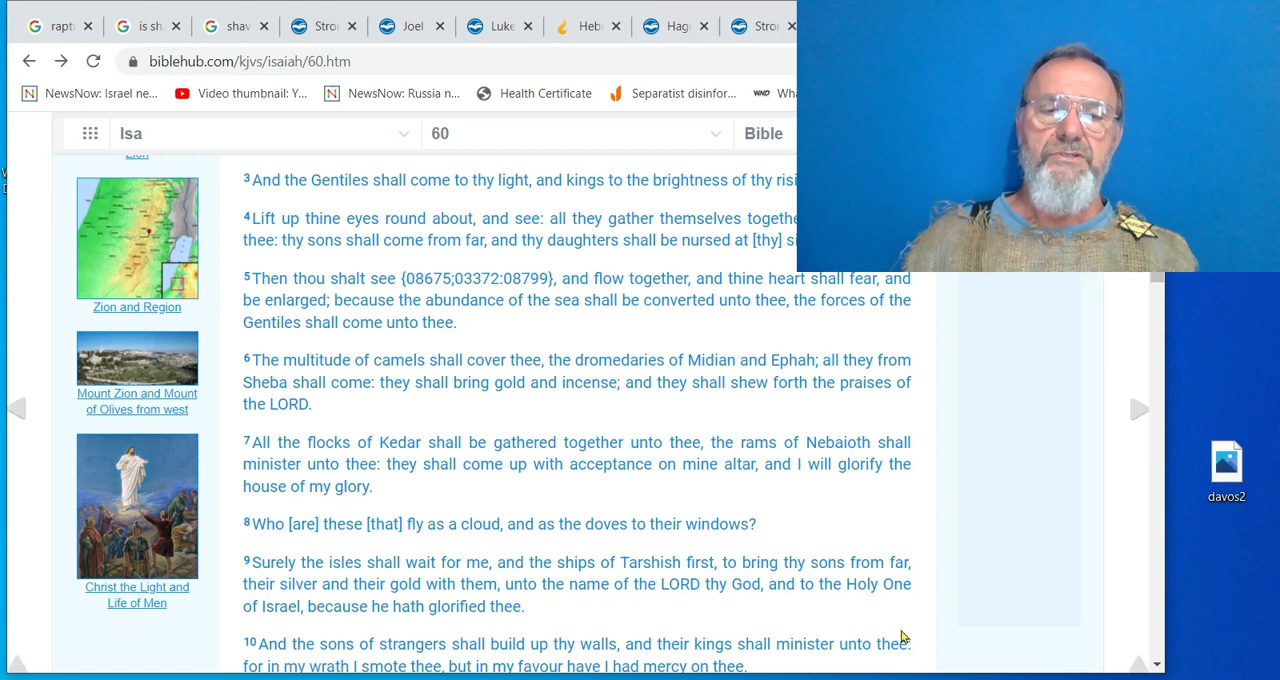 rapt
is sh
shav
Stro
Joel
Luke
Heb
Hag
Stro
biblehub.com/kjvs/isaiah/60.htm
NewsNow: Israel ne...
Video thumbnail: Y...
NewsNow: Russia n...
Health Certificate
Separatist disinfor...
WND
Wha
Isa
60
Bible
Zion
3 And the Gentiles shall come to thy light, and kings to the brightness of thy risi
4 Lift up thine eyes round about, and see: all they gather themselves togethe
thee: thy sons shall come from far, and thy daughters shall be nursed at [thy] si
5 Then thou shalt see {08675;03372:08799}, and flow together, and thine heart shall fear, and
be enlarged; because the abundance of the sea shall be converted unto thee, the forces of the
Gentiles shall come unto thee.
Zion and Region
6 The multitude of camels shall cover thee, the dromedaries of Midian and Ephah; all they from
Sheba shall come: they shall bring gold and incense; and they shall shew forth the praises of
the LORD.
Mount Zion and Mount
of Olives from west
7 All the flocks of Kedar shall be gathered together unto thee, the rams of Nebaioth shall
minister unto thee: they shall come up with acceptance on mine altar, and I will glorify the
house of my glory.
8 Who [are] these [that] fly as a cloud, and as the doves to their windows?
9 Surely the isles shall wait for me, and the ships of Tarshish first, to bring thy sons from far,
their silver and their gold with them, unto the name of the LORD thy God, and to the Holy One
of Israel, because he hath glorified thee.
Christ the Light and
Life of Men
10 And the sons of strangers shall build up thy walls, and their kings shall minister unto thee:
for in my wrath I smote thee, but in my favour have I had mercy on thee.
davos2